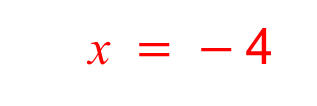 x = −4